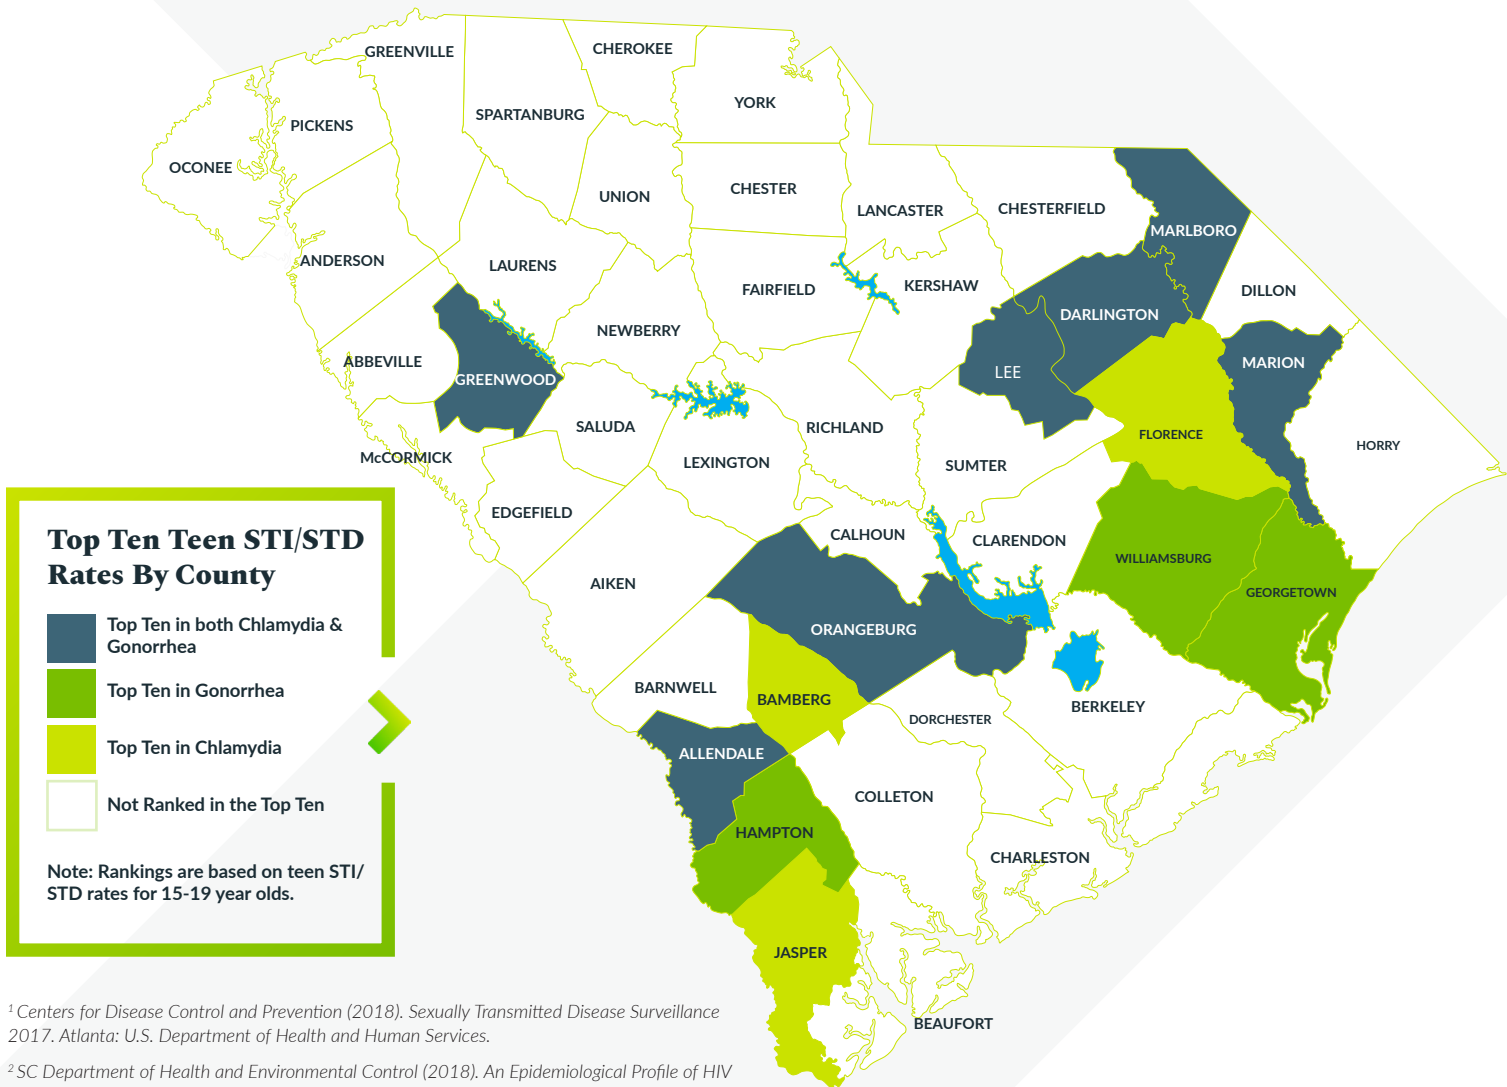 GREENVILLE
CHEROKEE
YORK
SPARTANBURG
PICKENS
OCONEE
UNION
CHESTER
LANCASTER
CHESTERFIELD
MARLBORO
ANDERSON
LAURENS
FAIRFIELD
KERSHAW
DILLON
DARLINGTON
NEWBERRY
ABBEVILLE
GREENWOOD
LEE
MARION
SALUDA
RICHLAND
FLORENCE
HORRY
McCORMICK
LEXINGTON
SUMTER
EDGEFIELD
CALHOUN
CLARENDON
WILLIAMSBURG
AIKEN
GEORGETOWN
ORANGEBURG
BARNWELL
BAMBERG
BERKELEY
DORCHESTER
ALLENDALE
COLLETON
HAMPTON
CHARLESTON
JASPER
BEAUFORT
Top Ten Teen STI/STD
Rates By County
Top Ten in both Chlamydia &
Gonorrhea
Top Ten in Gonorrhea
Top Ten in Chlamydia
Not Ranked in the Top Ten
Note: Rankings are based on teen STI/
STD rates for 15-19 year olds.
1 Centers for Disease Control and Prevention (2018). Sexually Transmitted Disease Surveillance
2017. Atlanta: U.S. Department of Health and Human Services.
2 SC Department of Health and Environmental Control (2018). An Epidemiological Profile of HIV